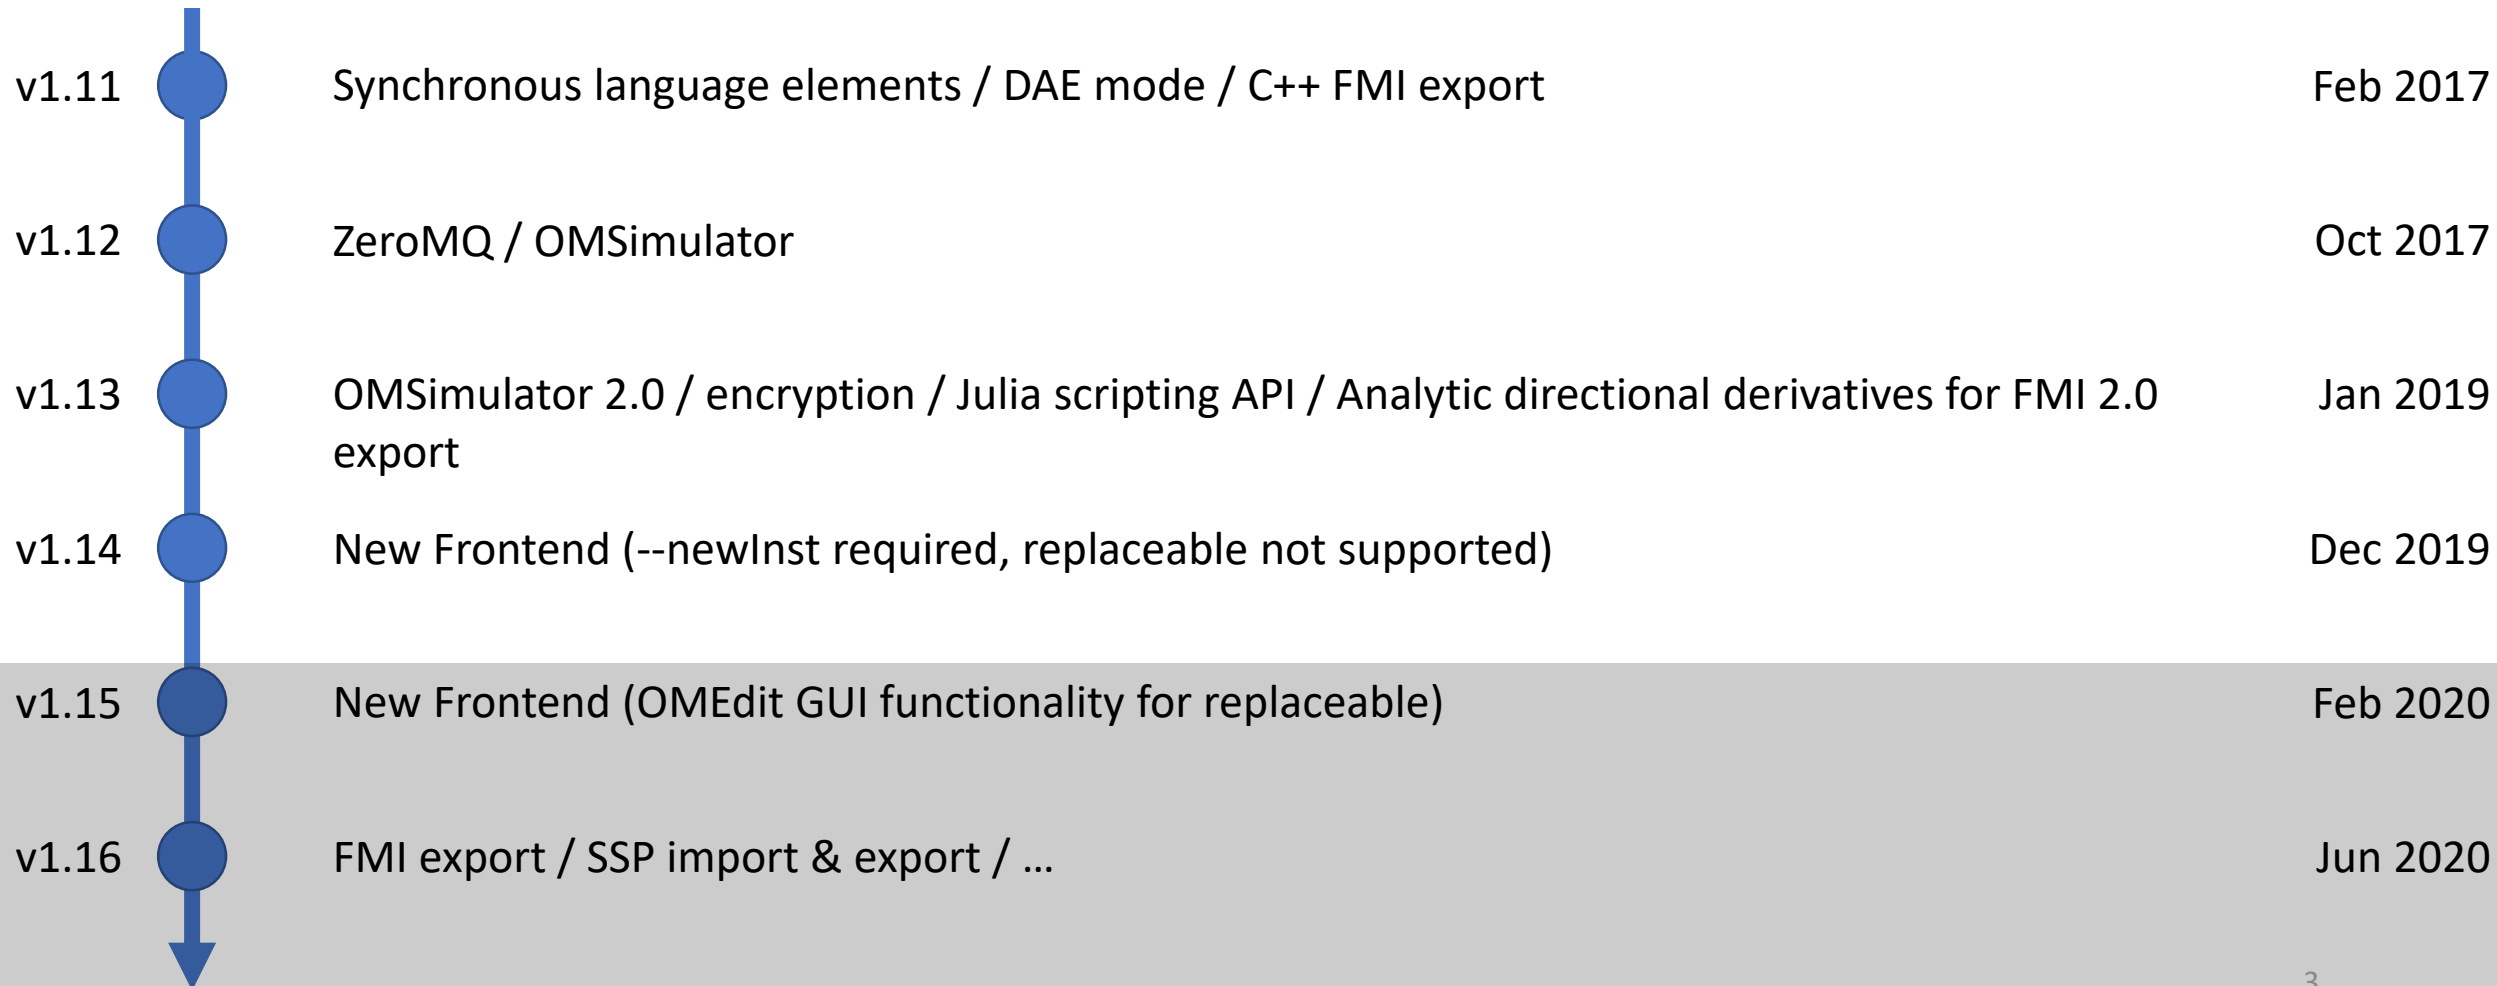 v1.11 Synchronous language elements / DAE mode / C++ FMI export Feb 2017
v1.12 ZeroMQ / OMSimulator Oct 2017
v1.13 OMSimulator 2.0 / encryption / Julia scripting API / Analytic directional derivatives for FMI 2.0 Jan 2019
export
v1.14 New Frontend (--newInst required, replaceable not supported) Dec 2019
v1.15 New Frontend (OMEdit GUI functionality for replaceable) Feb 2020
v1.16 FMI export / SSP import & export / … Jun 2020
3